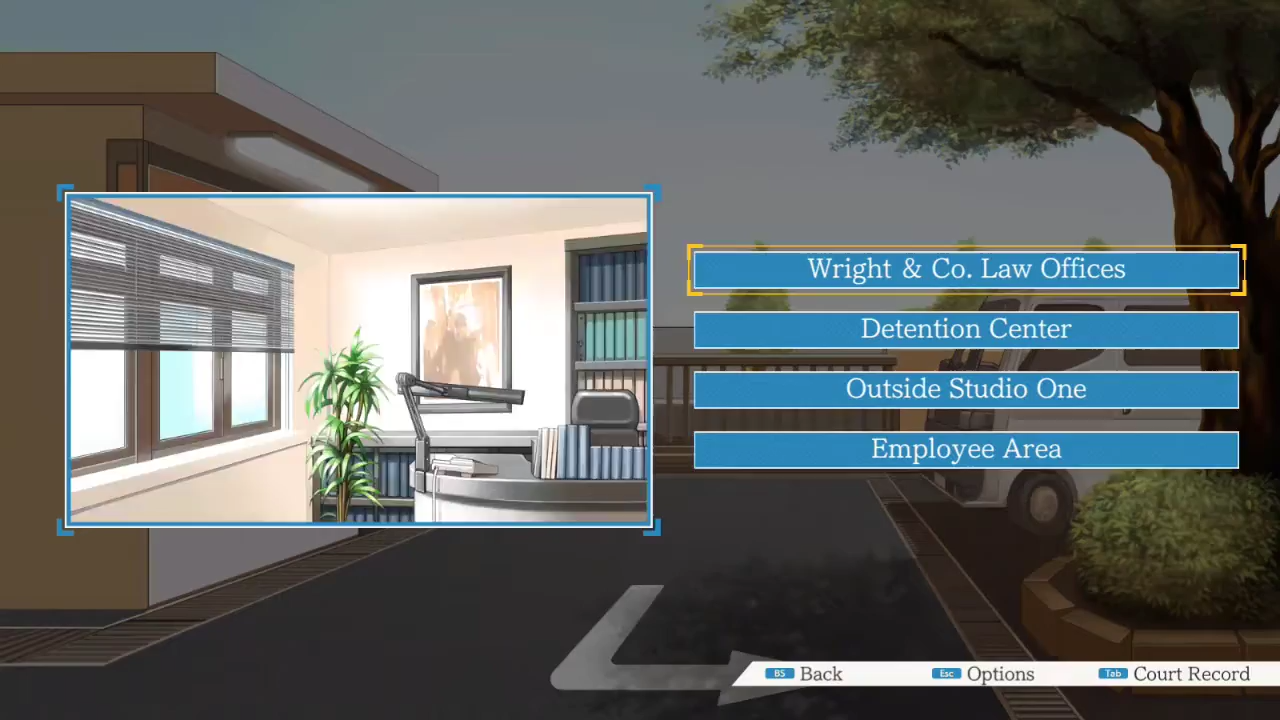 Wright & Co. Law Offices
Detention Center
Outside Studio One
Employee Area
BS Back
Esc Options
Tab Court Record